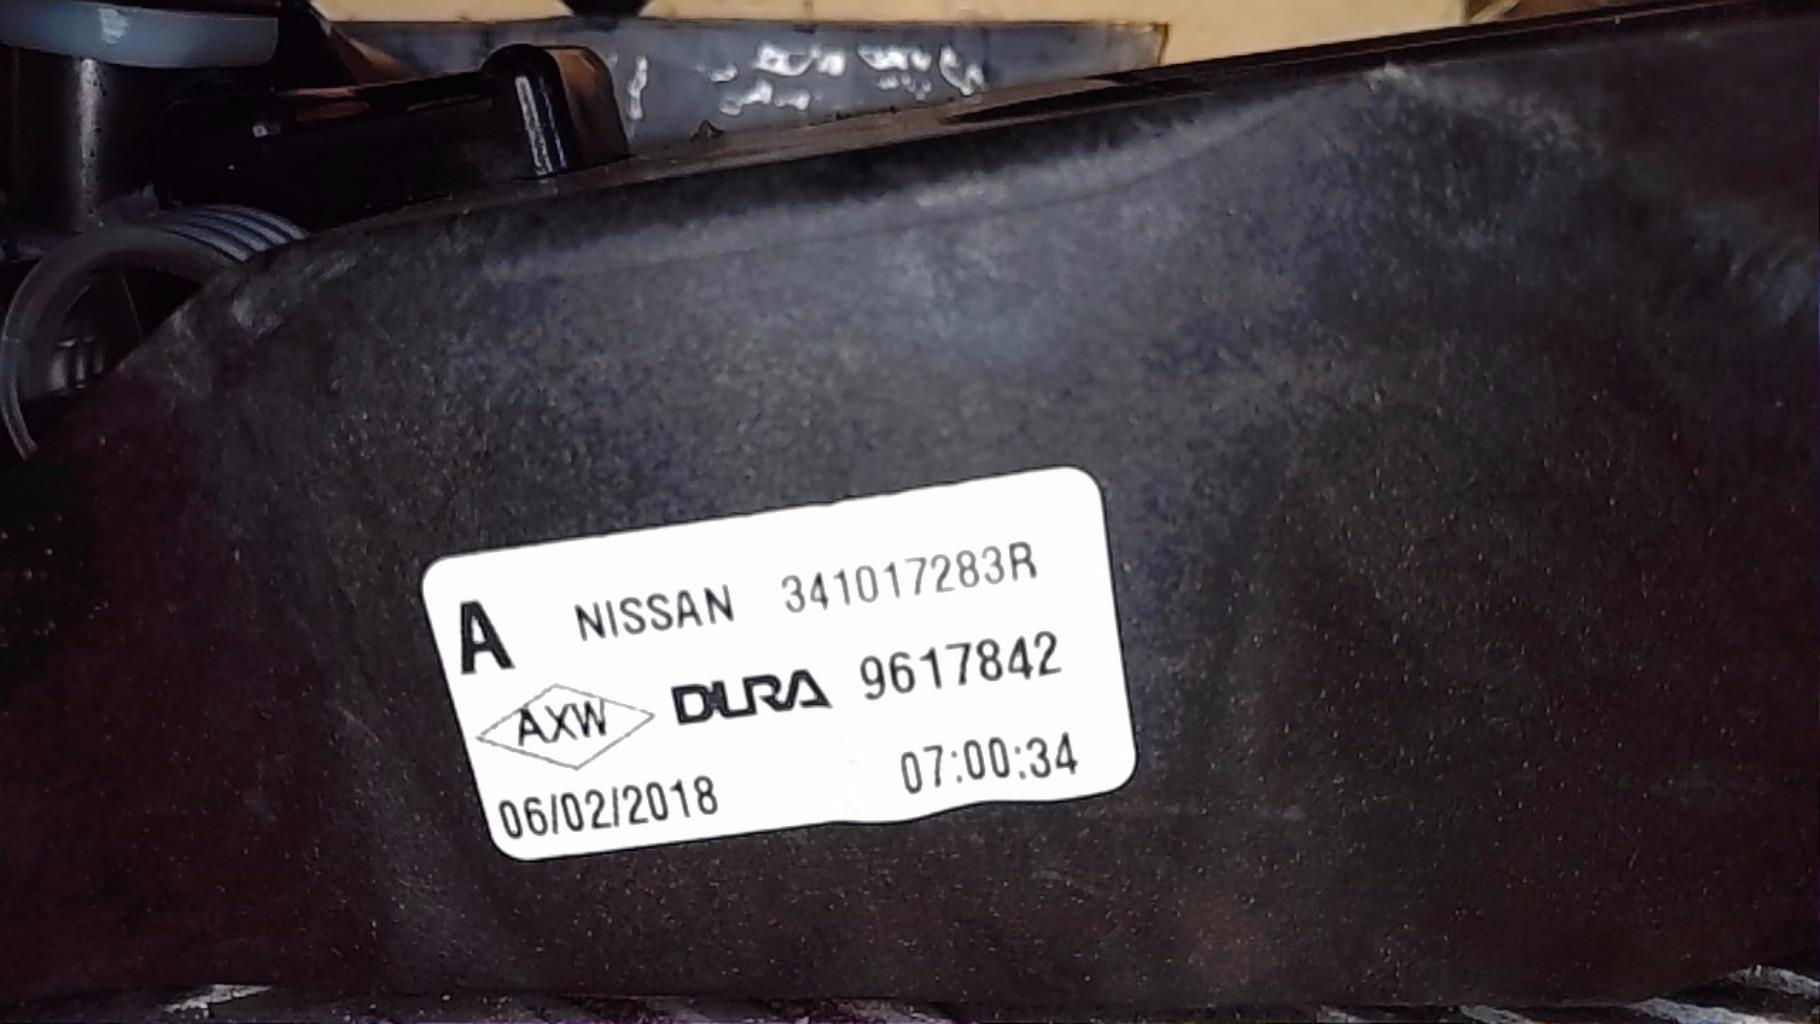 A NISSAN 341017283R
AXW DURA 9617842
06/02/2018 07:00:34